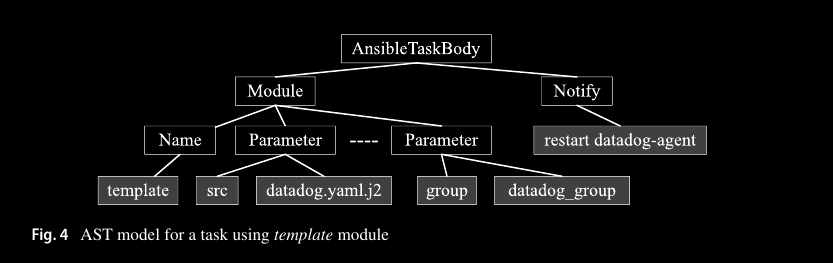 AnsibleTaskBody
Module Notify
Name Parameter ---- Parameter restart datadog-agent
template src datadog.yaml.j2 group datadog_group
Fig. 4 AST model for a task using template module